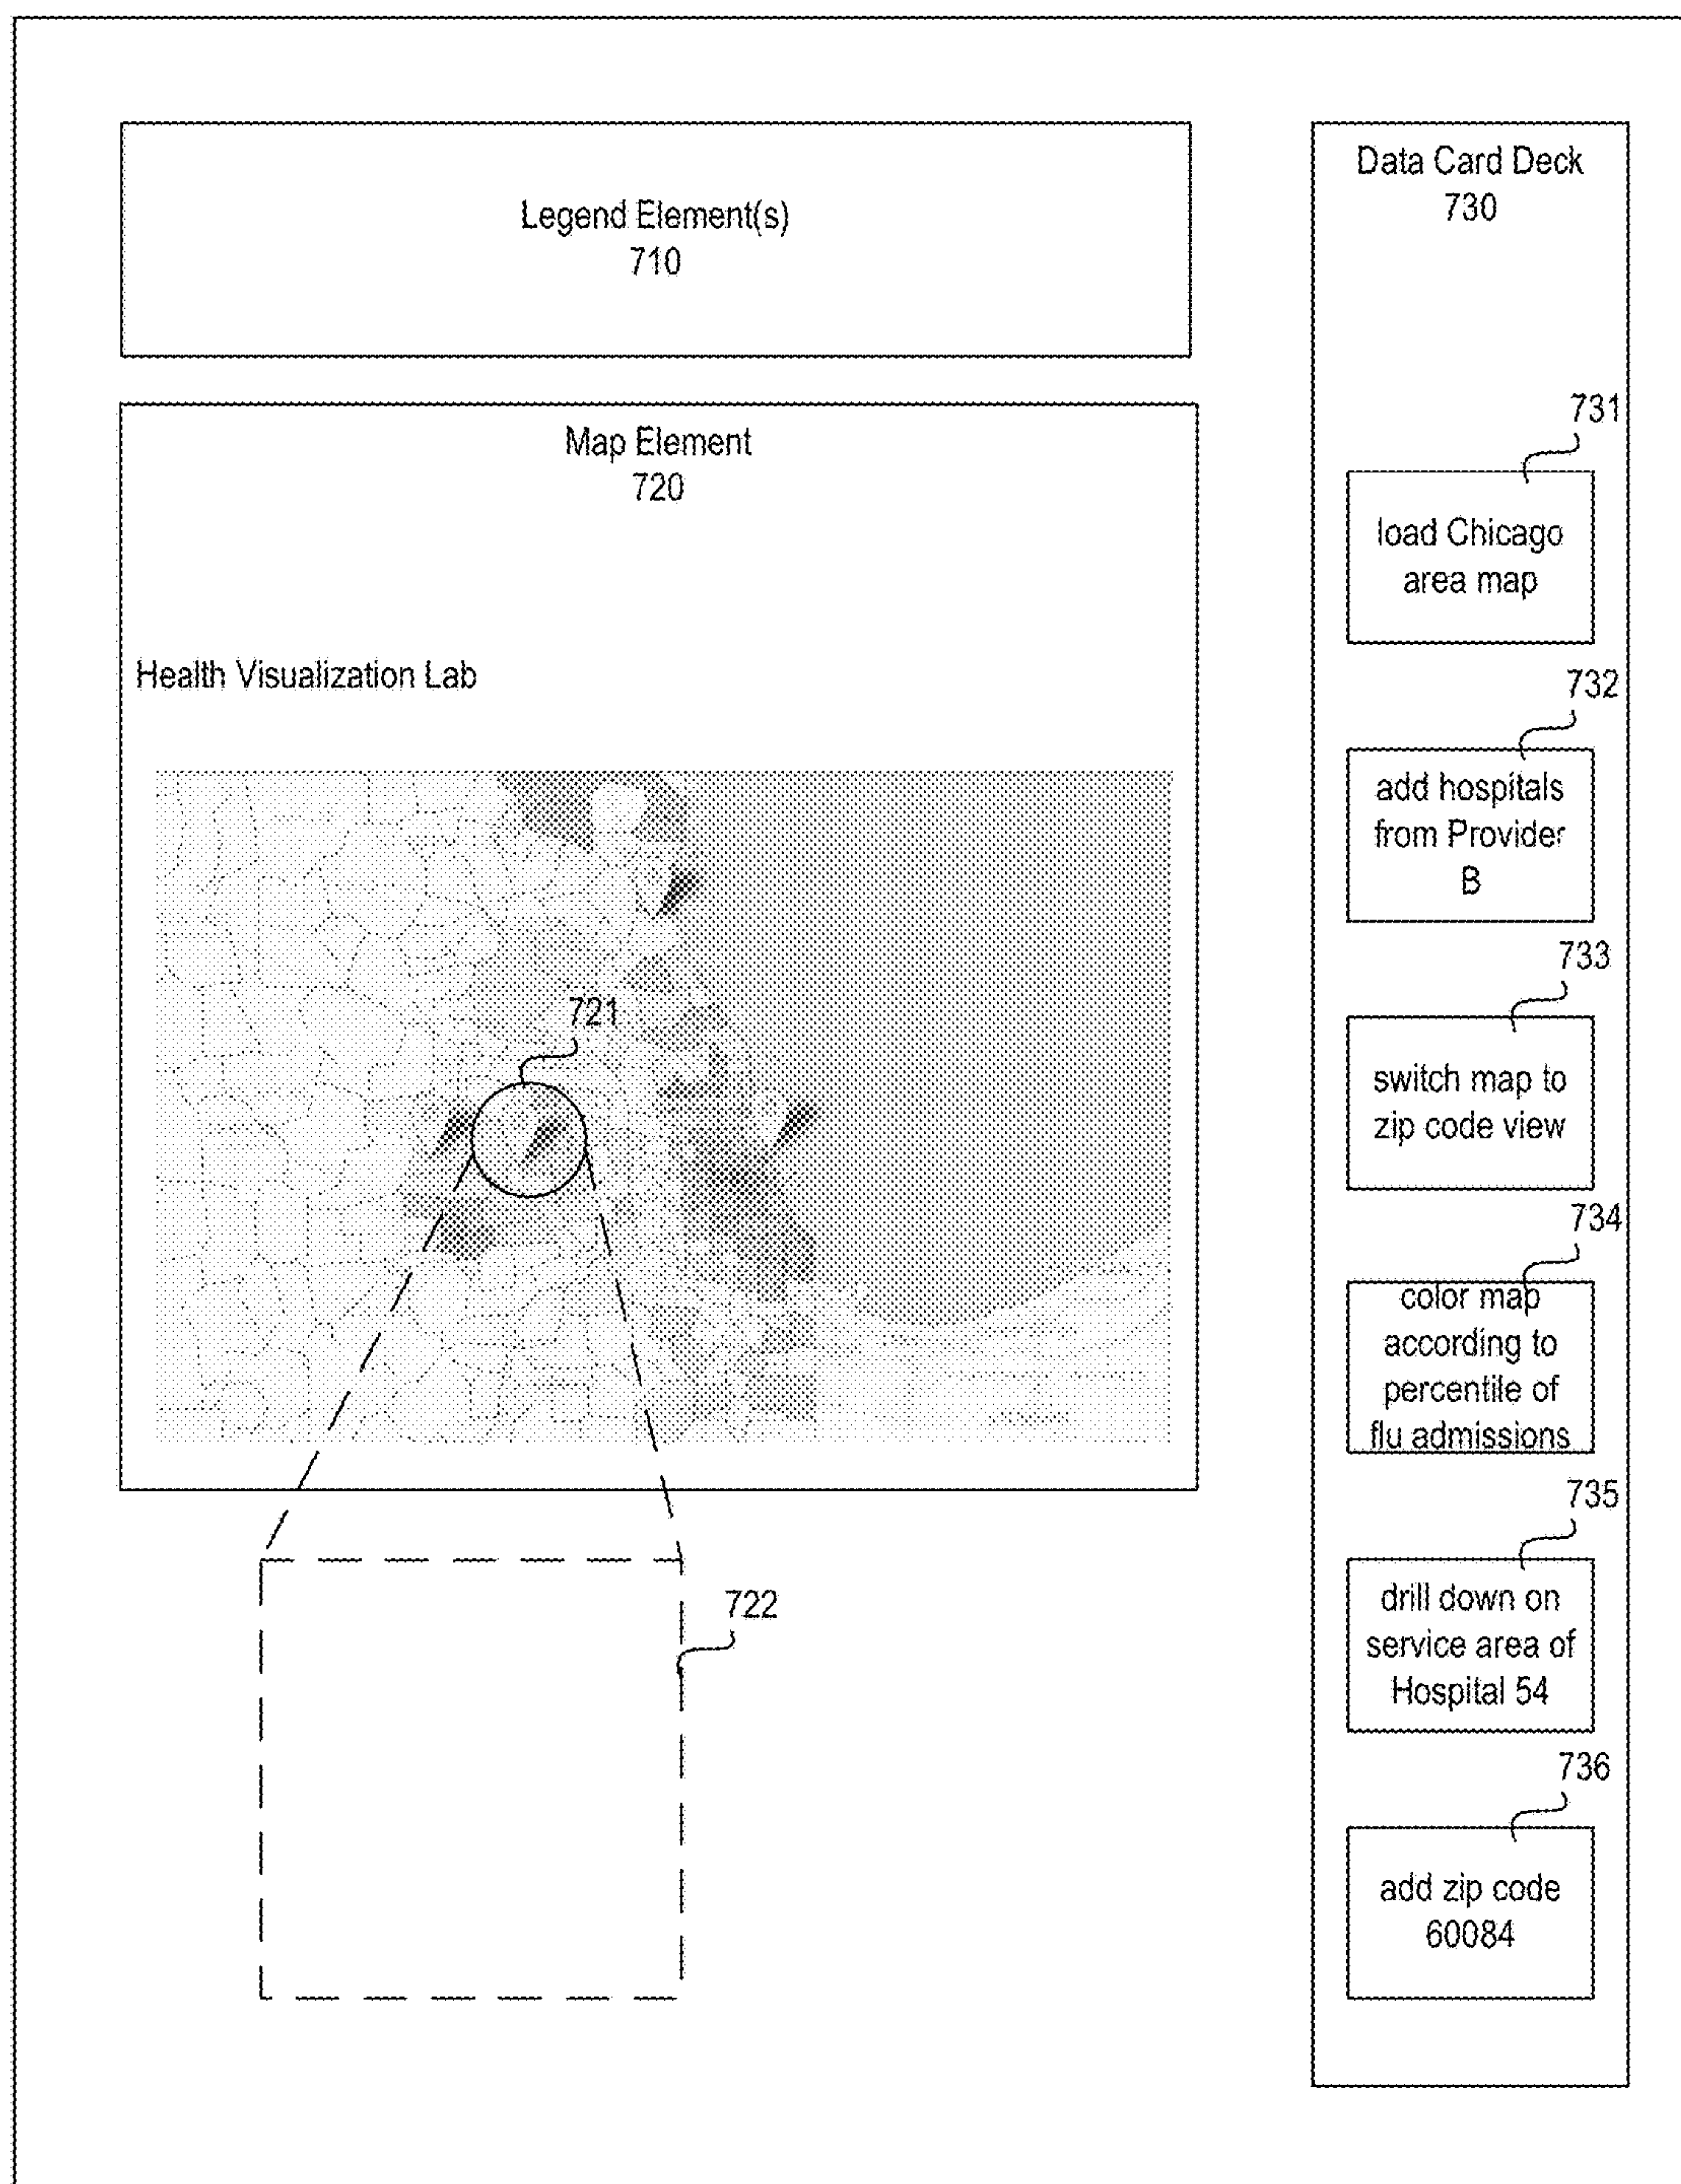 Legend Element(s)
710
Map Element
720
Health Visualization Lab
721
722
Data Card Deck
730
731
load Chicago
area map
732
add hospitals
from Provider
B
733
switch map to
zip code view
734
color map
according to
percentile of
flu admissions
735
drill down on
service area of
Hospital 54
736
add zip code
60084